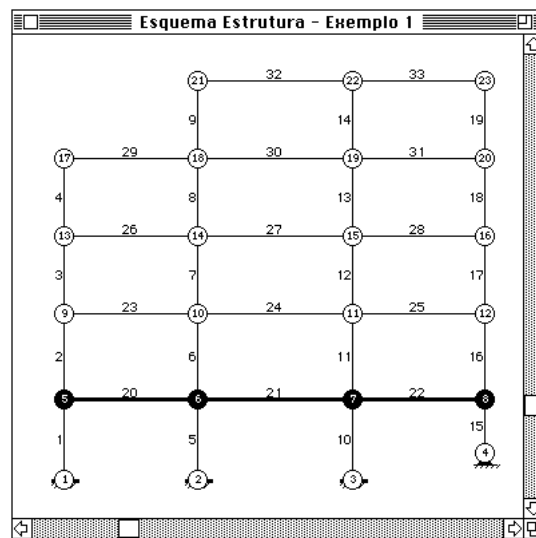 Esquema Estrutura - Exemplo 1
21 32 22 33 23
9 14 19
17 29 18 30 19 31 20
4 8 13 18
13 26 14 27 15 28 16
3 7 12 17
9 23 10 24 11 25 12
2 6 11 16
5 20 6 21 7 22 8
1 5 10 15
4
1 2 3